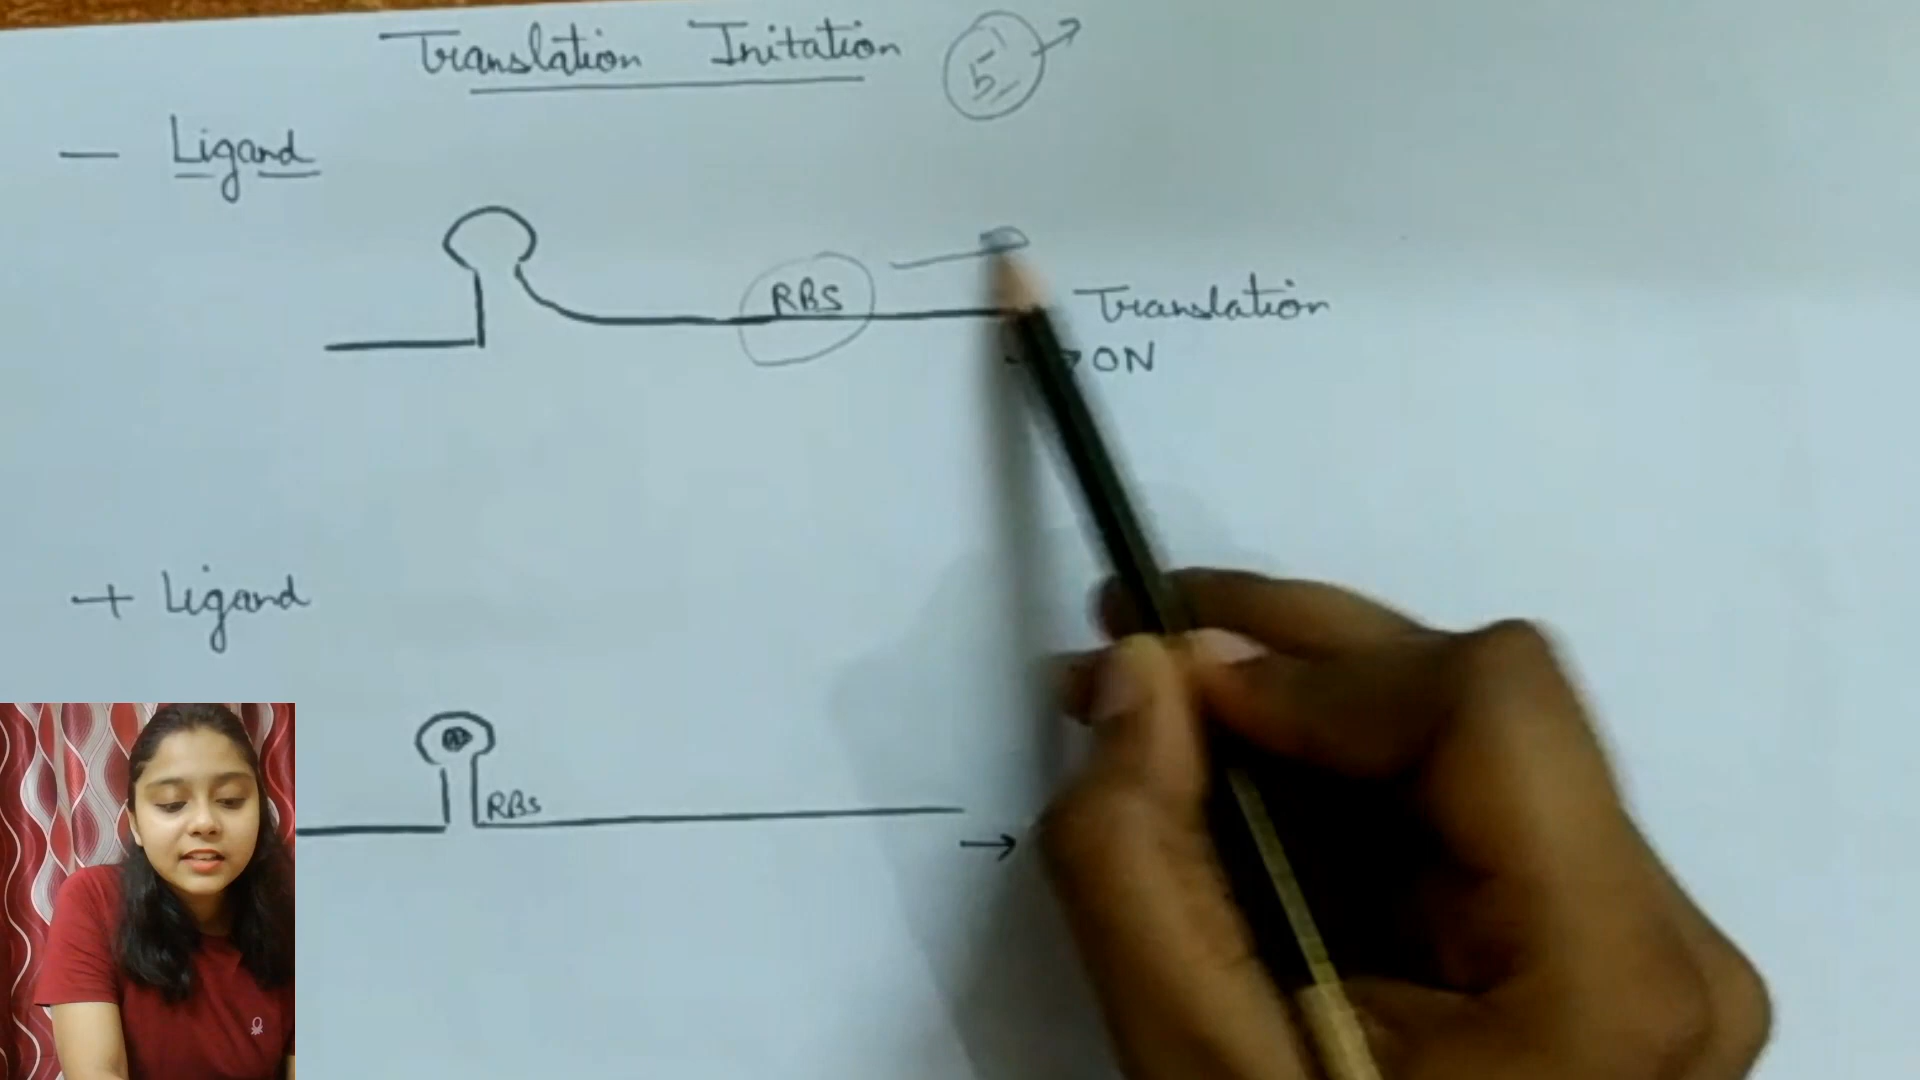 Translation Initation 5'
— Ligand
RBS
Translation
→ ON
+ Ligand
RBS
→